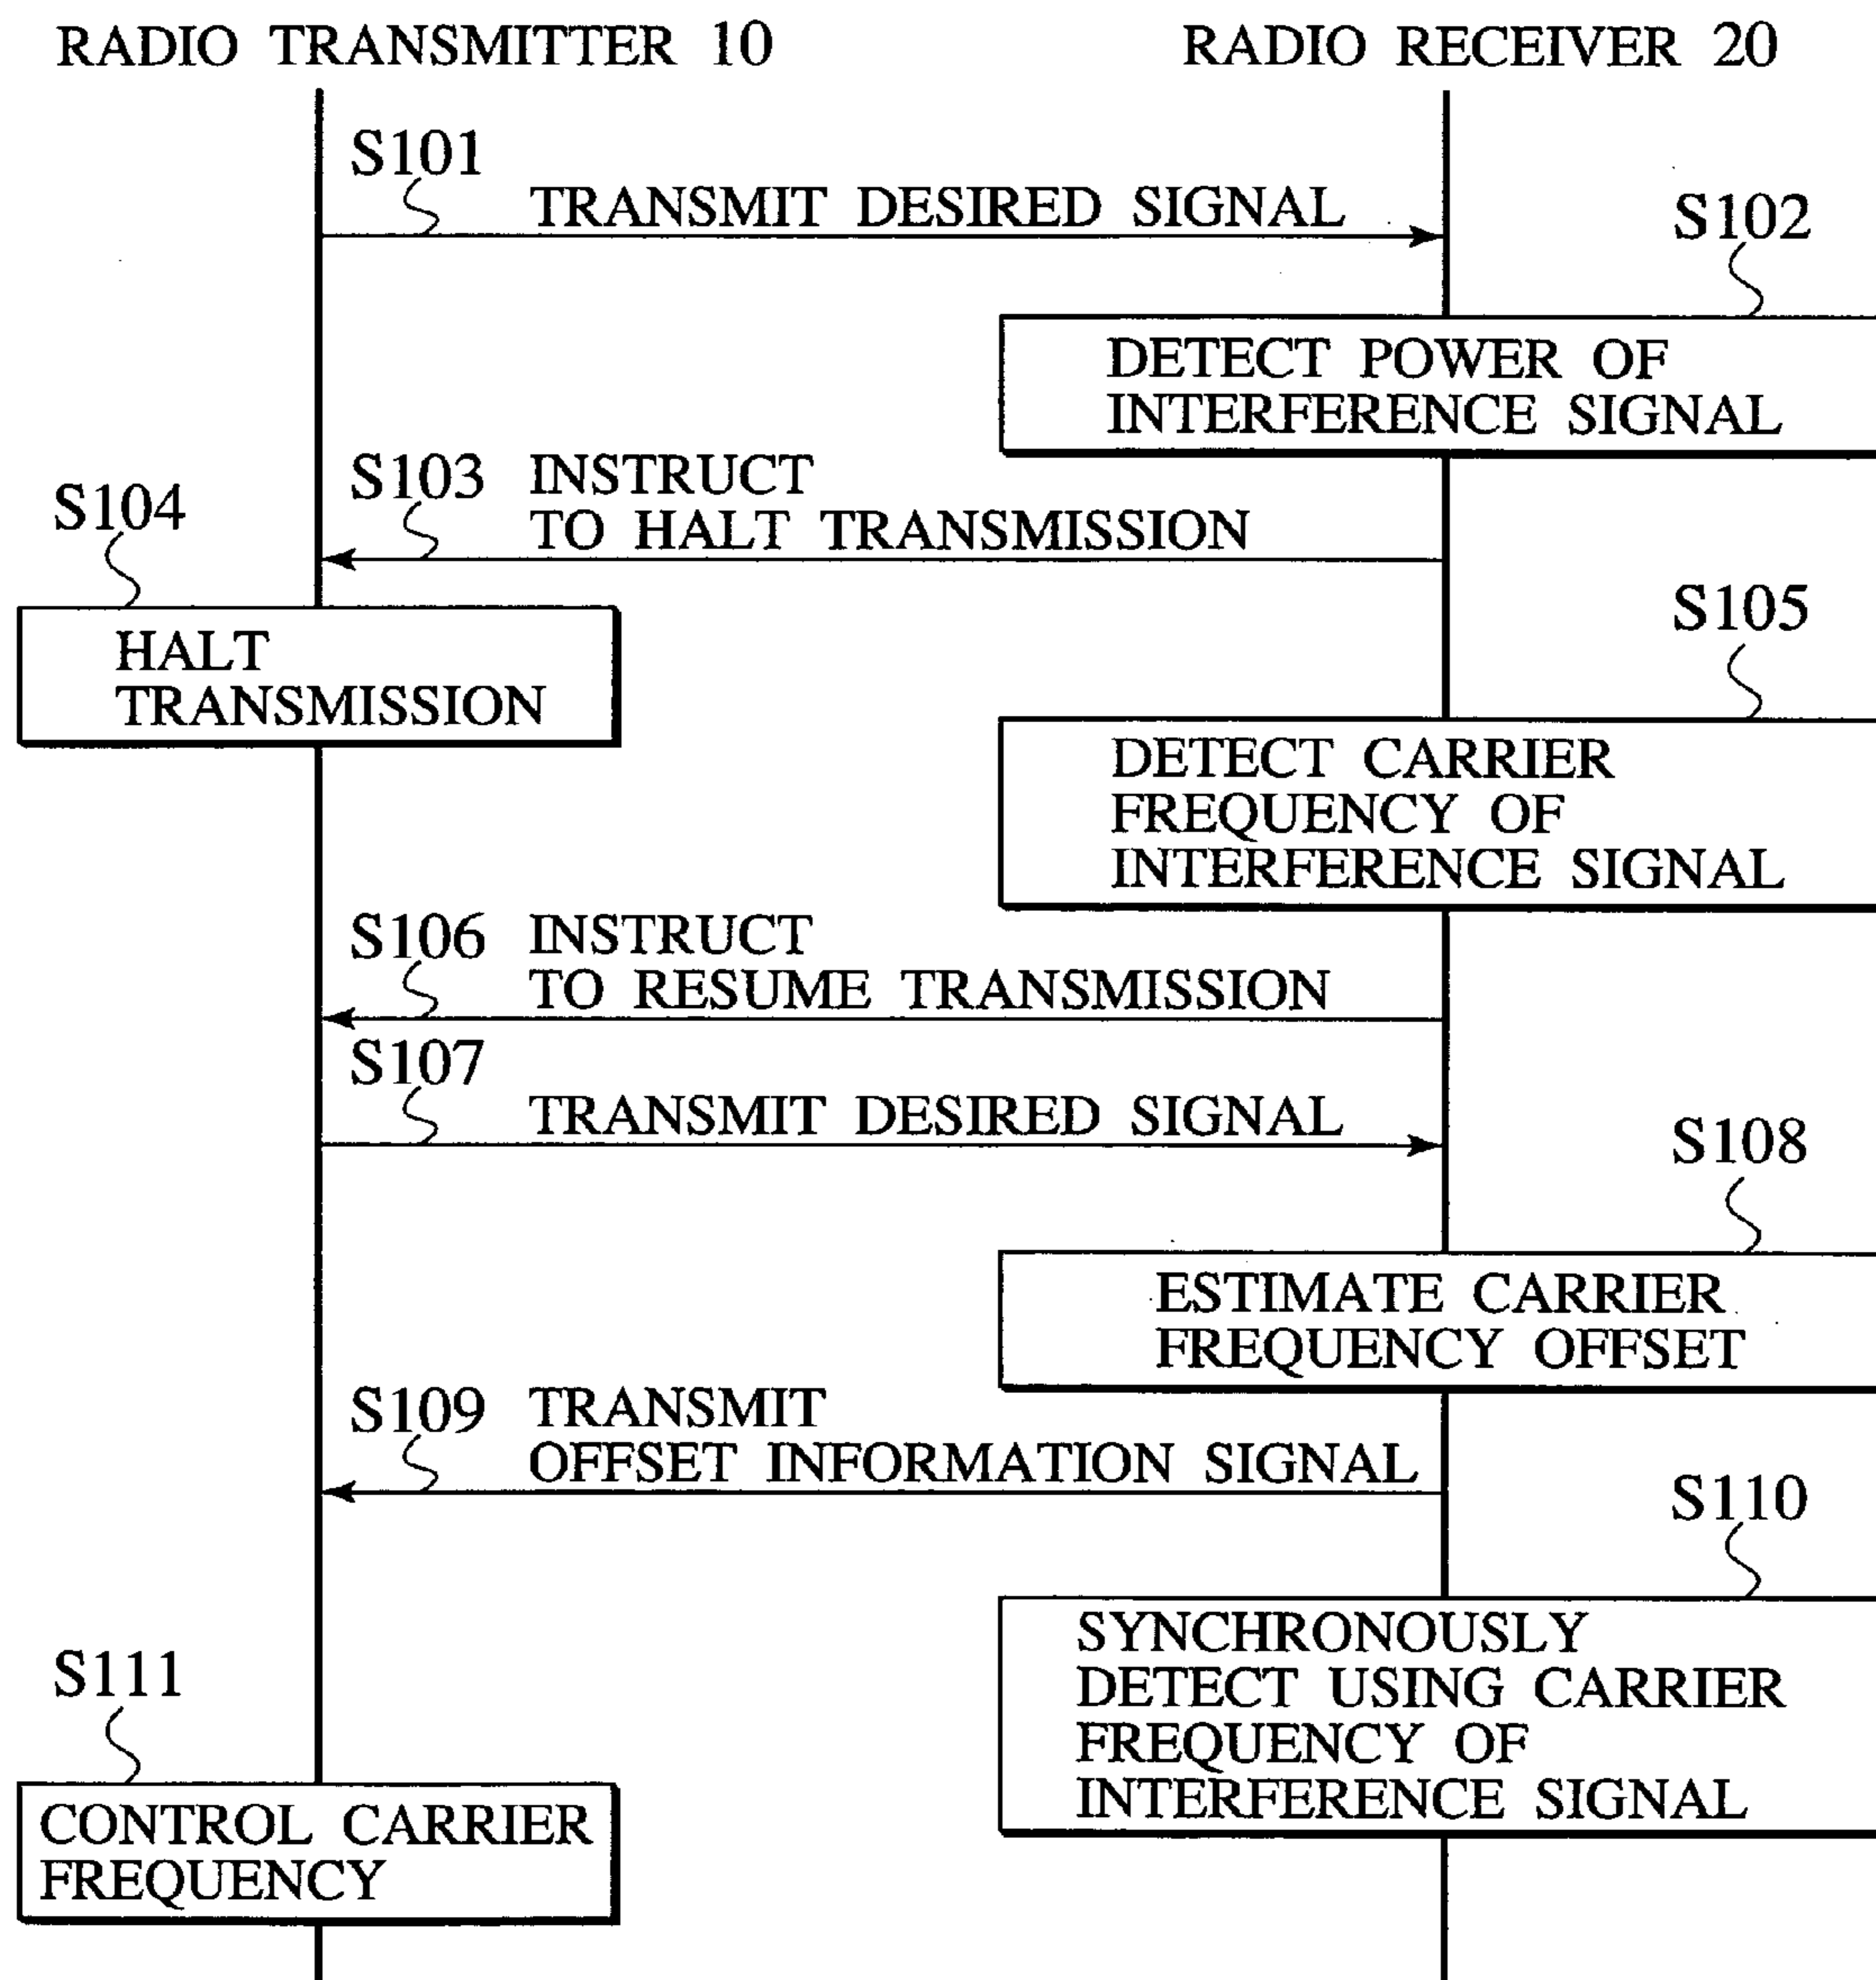 RADIO TRANSMITTER 10
RADIO RECEIVER 20
S101
TRANSMIT DESIRED SIGNAL
S102
DETECT POWER OF
INTERFERENCE SIGNAL
S103
INSTRUCT
TO HALT TRANSMISSION
S104
HALT
TRANSMISSION
S105
DETECT CARRIER
FREQUENCY OF
INTERFERENCE SIGNAL
S106
INSTRUCT
TO RESUME TRANSMISSION
S107
TRANSMIT DESIRED SIGNAL
S108
ESTIMATE CARRIER
FREQUENCY OFFSET
S109
TRANSMIT
OFFSET INFORMATION SIGNAL
S110
SYNCHRONOUSLY
DETECT USING CARRIER
FREQUENCY OF
INTERFERENCE SIGNAL
S111
CONTROL CARRIER
FREQUENCY